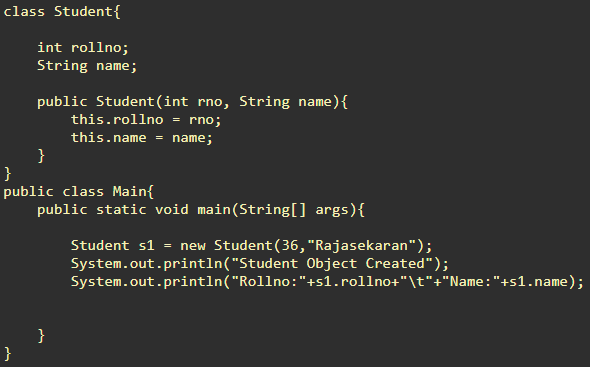 class Student{
    int rollno;
    String name;
    public Student(int rno, String name){
        this.rollno = rno;
        this.name = name;
    }
}
public class Main{
    public static void main(String[] args){
        Student s1 = new Student(36,"Rajasekaran");
        System.out.println("Student Object Created");
        System.out.println("Rollno:"+s1.rollno+"\t"+"Name:"+s1.name);
    }
}